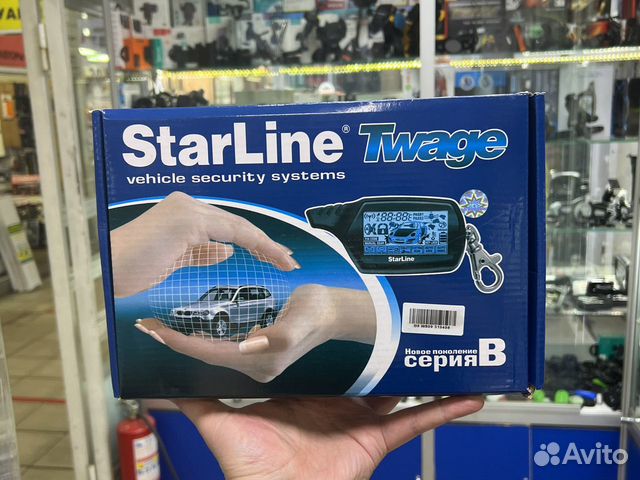 StarLine® Twage
vehicle security systems
StarLine
Новое поколение
серия B
Avito